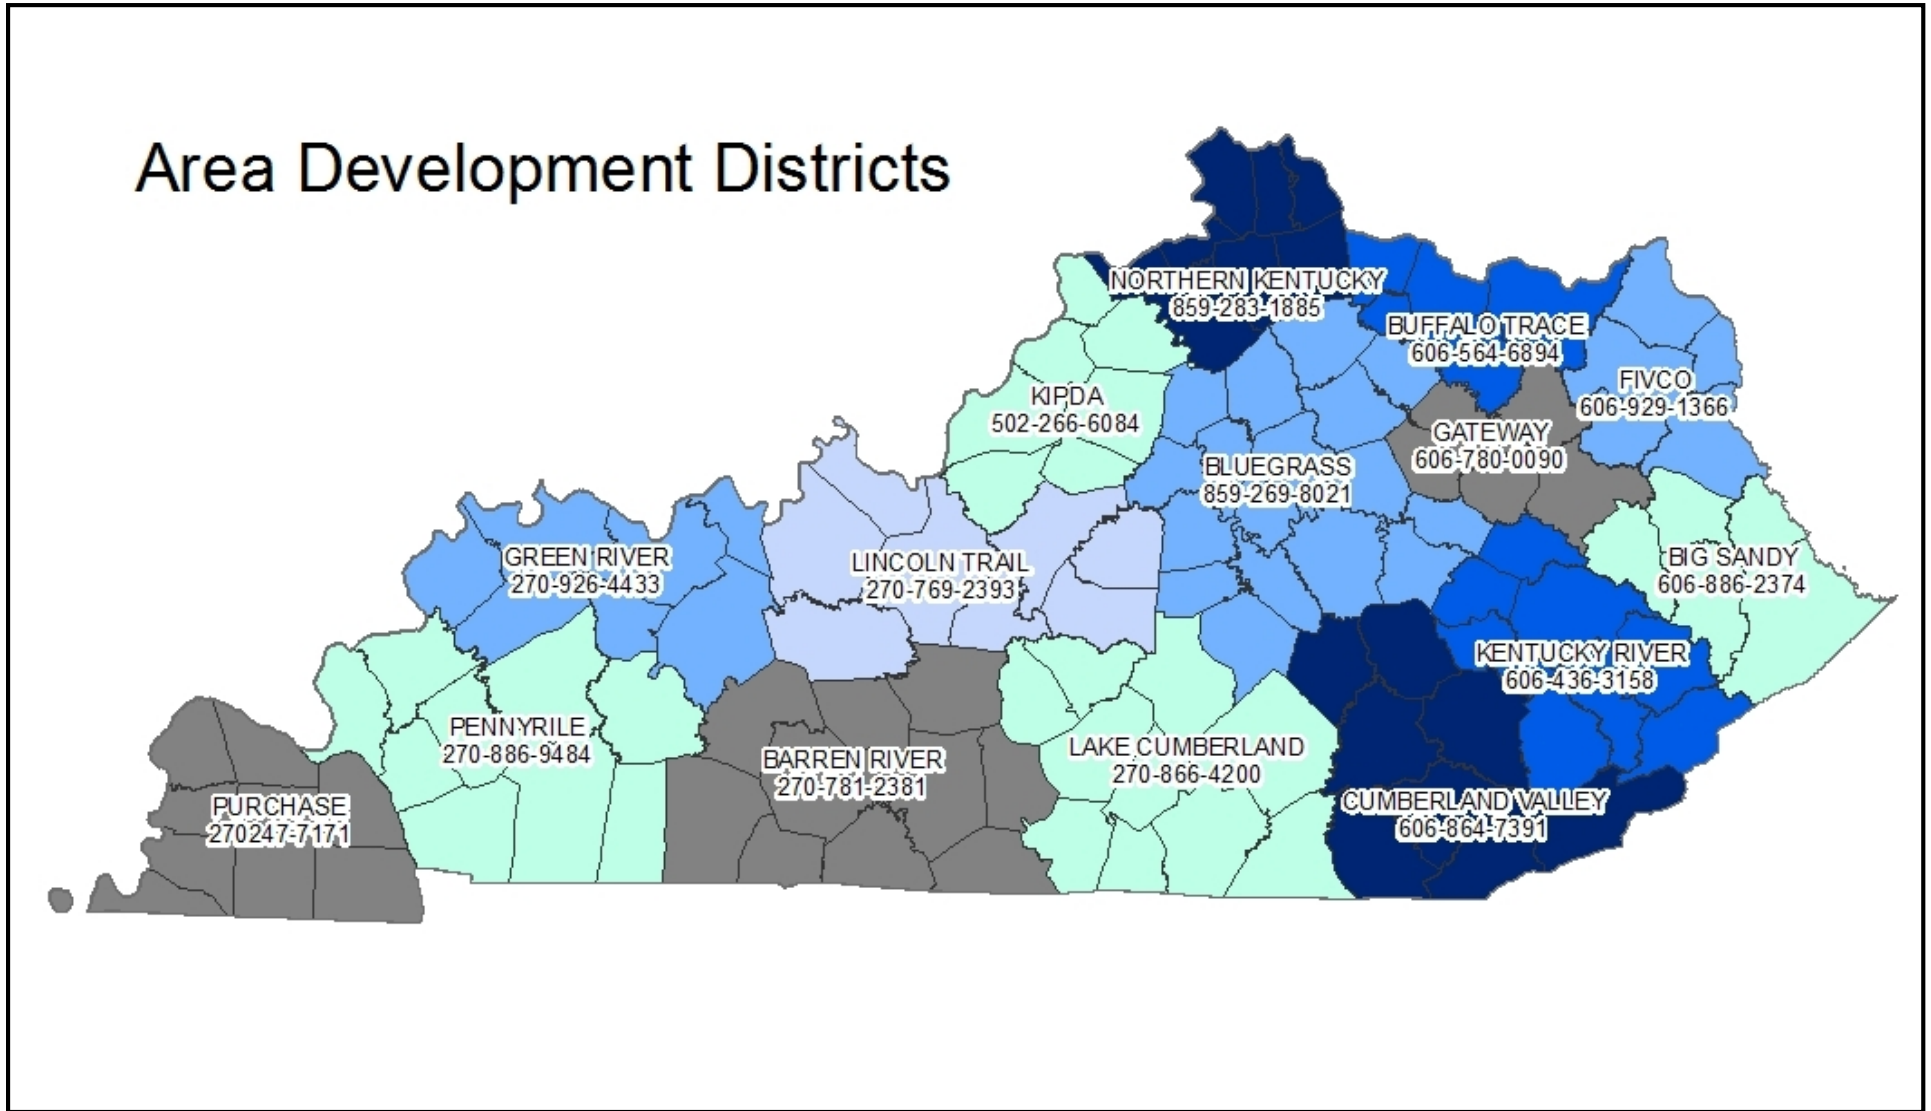 Area Development Districts
NORTHERN KENTUCKY
859-283-1885
BUFFALO TRACE
606-564-6894
FIVCO
606-929-1366
KIPDA
502-266-6084
GATEWAY
606-780-0090
BLUEGRASS
859-269-8021
GREEN RIVER
270-926-4433
LINCOLN TRAIL
270-769-2393
BIG SANDY
606-886-2374
KENTUCKY RIVER
606-436-3158
PENNYRILE
270-886-9484
BARREN RIVER
270-781-2381
LAKE CUMBERLAND
270-866-4200
PURCHASE
270247-7171
CUMBERLAND VALLEY
606-864-7391